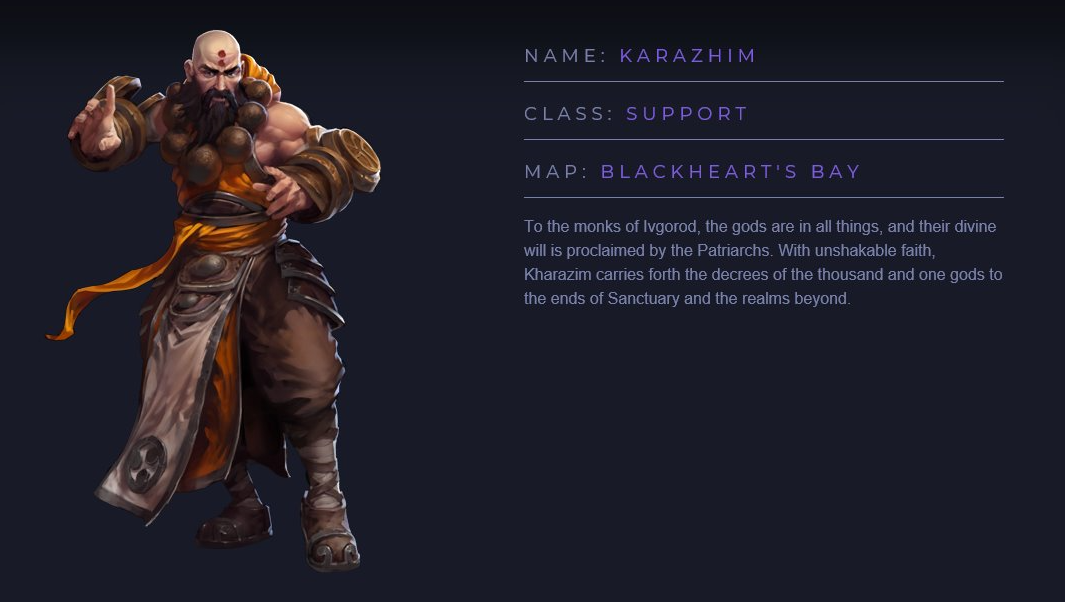 NAME: KARAZHIM
CLASS: SUPPORT
MAP: BLACKHEART'S BAY
To the monks of Ivgorod, the gods are in all things, and their divine
will is proclaimed by the Patriarchs. With unshakable faith,
Kharazim carries forth the decrees of the thousand and one gods to
the ends of Sanctuary and the realms beyond.